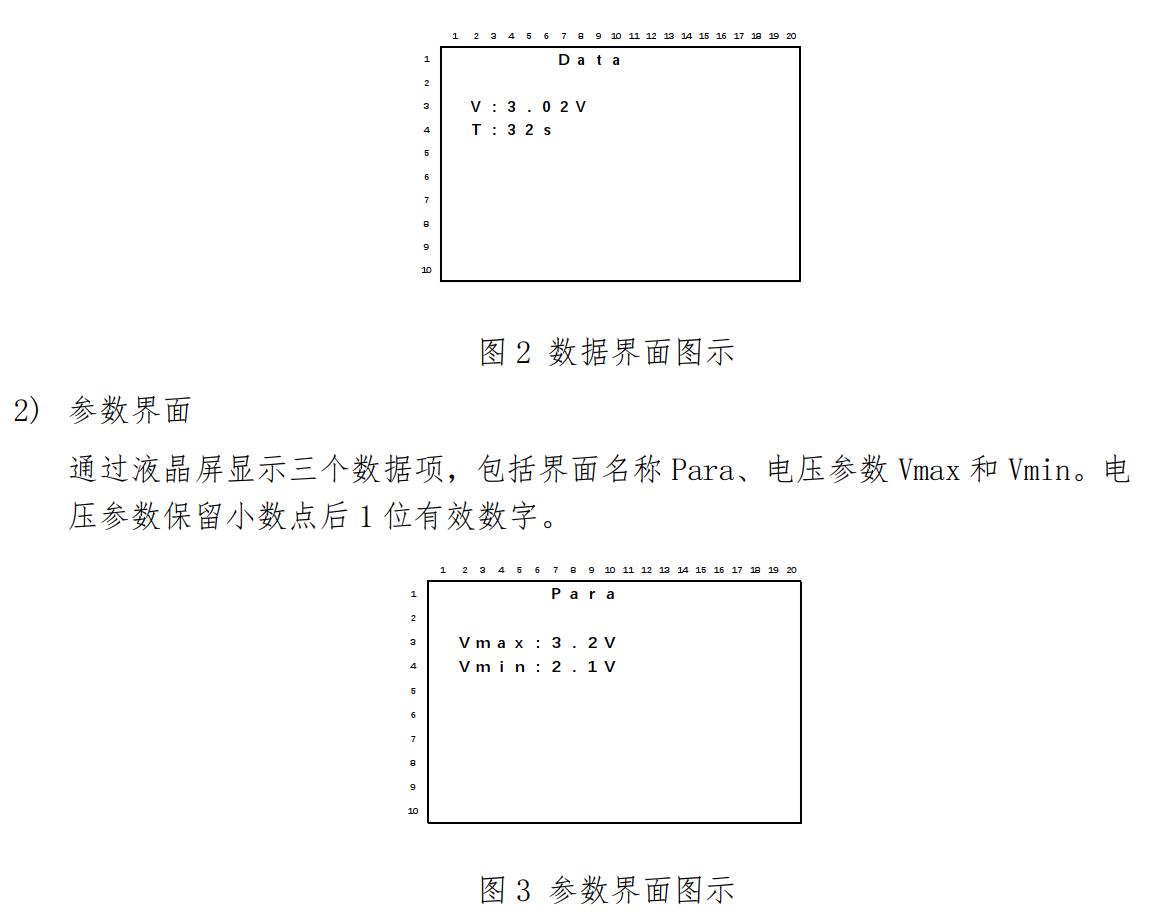 1 2 3 4 5 6 7 8 9 10 11 12 13 14 15 16 17 18 19 20
1 Data
2
3 V:3.02V
4 T:32s
5
6
7
8
9
10
图 2 数据界面图示
2) 参数界面
通过液晶屏显示三个数据项，包括界面名称 Para、电压参数 Vmax 和 Vmin。电
压参数保留小数点后 1 位有效数字。
1 2 3 4 5 6 7 8 9 10 11 12 13 14 15 16 17 18 19 20
1 Para
2
3 Vmax:3.2V
4 Vmin:2.1V
5
6
7
8
9
10
图 3 参数界面图示